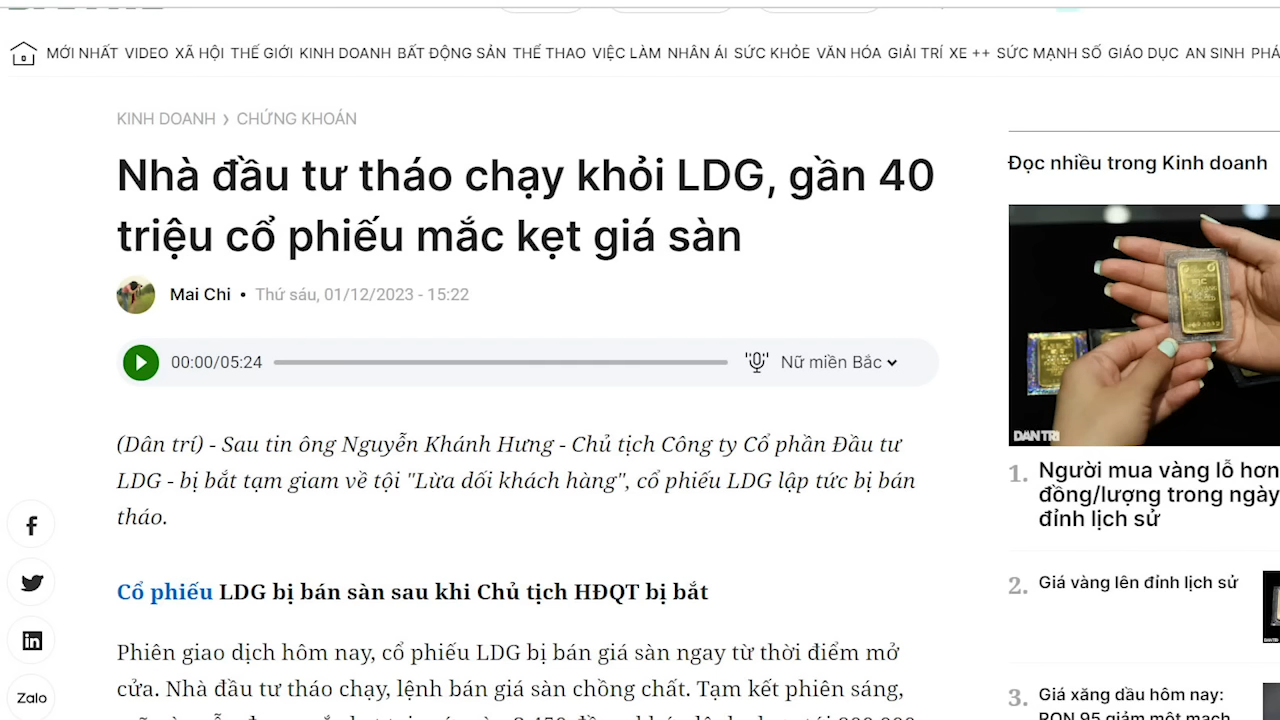 MỚI NHẤT VIDEO XÃ HỘI THẾ GIỚI KINH DOANH BẤT ĐỘNG SẢN THỂ THAO VIỆC LÀM NHÂN ÁI SỨC KHỎE VĂN HÓA GIẢI TRÍ XE ++ SỨC MẠNH SỐ GIÁO DỤC AN SINH PHÁ
KINH DOANH › CHỨNG KHOÁN
Nhà đầu tư tháo chạy khỏi LDG, gần 40
triệu cổ phiếu mắc kẹt giá sàn
Mai Chi • Thứ sáu, 01/12/2023 - 15:22
00:00/05:24 Nữ miền Bắc
(Dân trí) - Sau tin ông Nguyễn Khánh Hưng - Chủ tịch Công ty Cổ phần Đầu tư
LDG - bị bắt tạm giam về tội "Lừa dối khách hàng", cổ phiếu LDG lập tức bị bán
tháo.
Cổ phiếu LDG bị bán sàn sau khi Chủ tịch HĐQT bị bắt
Phiên giao dịch hôm nay, cổ phiếu LDG bị bán giá sàn ngay từ thời điểm mở
cửa. Nhà đầu tư tháo chạy, lệnh bán giá sàn chồng chất. Tạm kết phiên sáng,
Zalo
Đọc nhiều trong Kinh doanh
DÂN TRÍ
1. Người mua vàng lỗ hơn
đồng/lượng trong ngày
đỉnh lịch sử
2. Giá vàng lên đỉnh lịch sử
3. Giá xăng dầu hôm nay:
RON 95 giảm một mạch